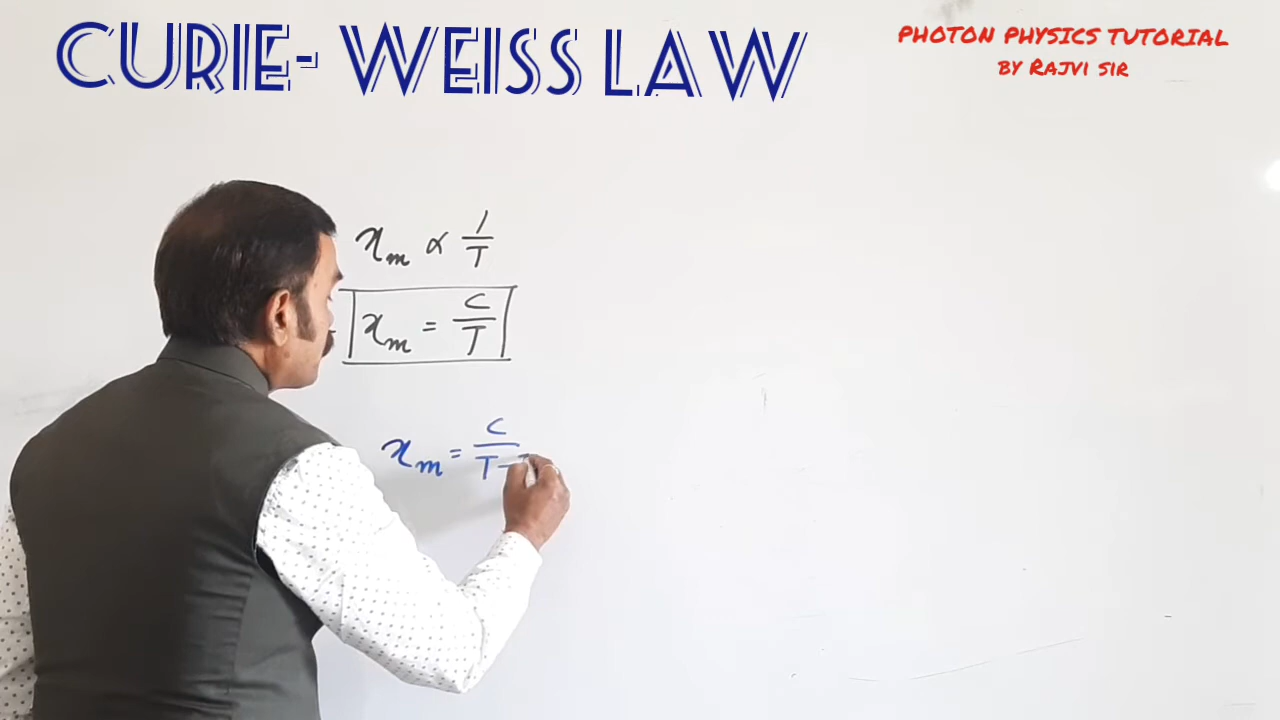 CURIE- WEISS LAW
PHOTON PHYSICS TUTORIAL
BY RAJVI SIR
χₘ ∝ 1/T
χₘ = C/T
χₘ = C/T-